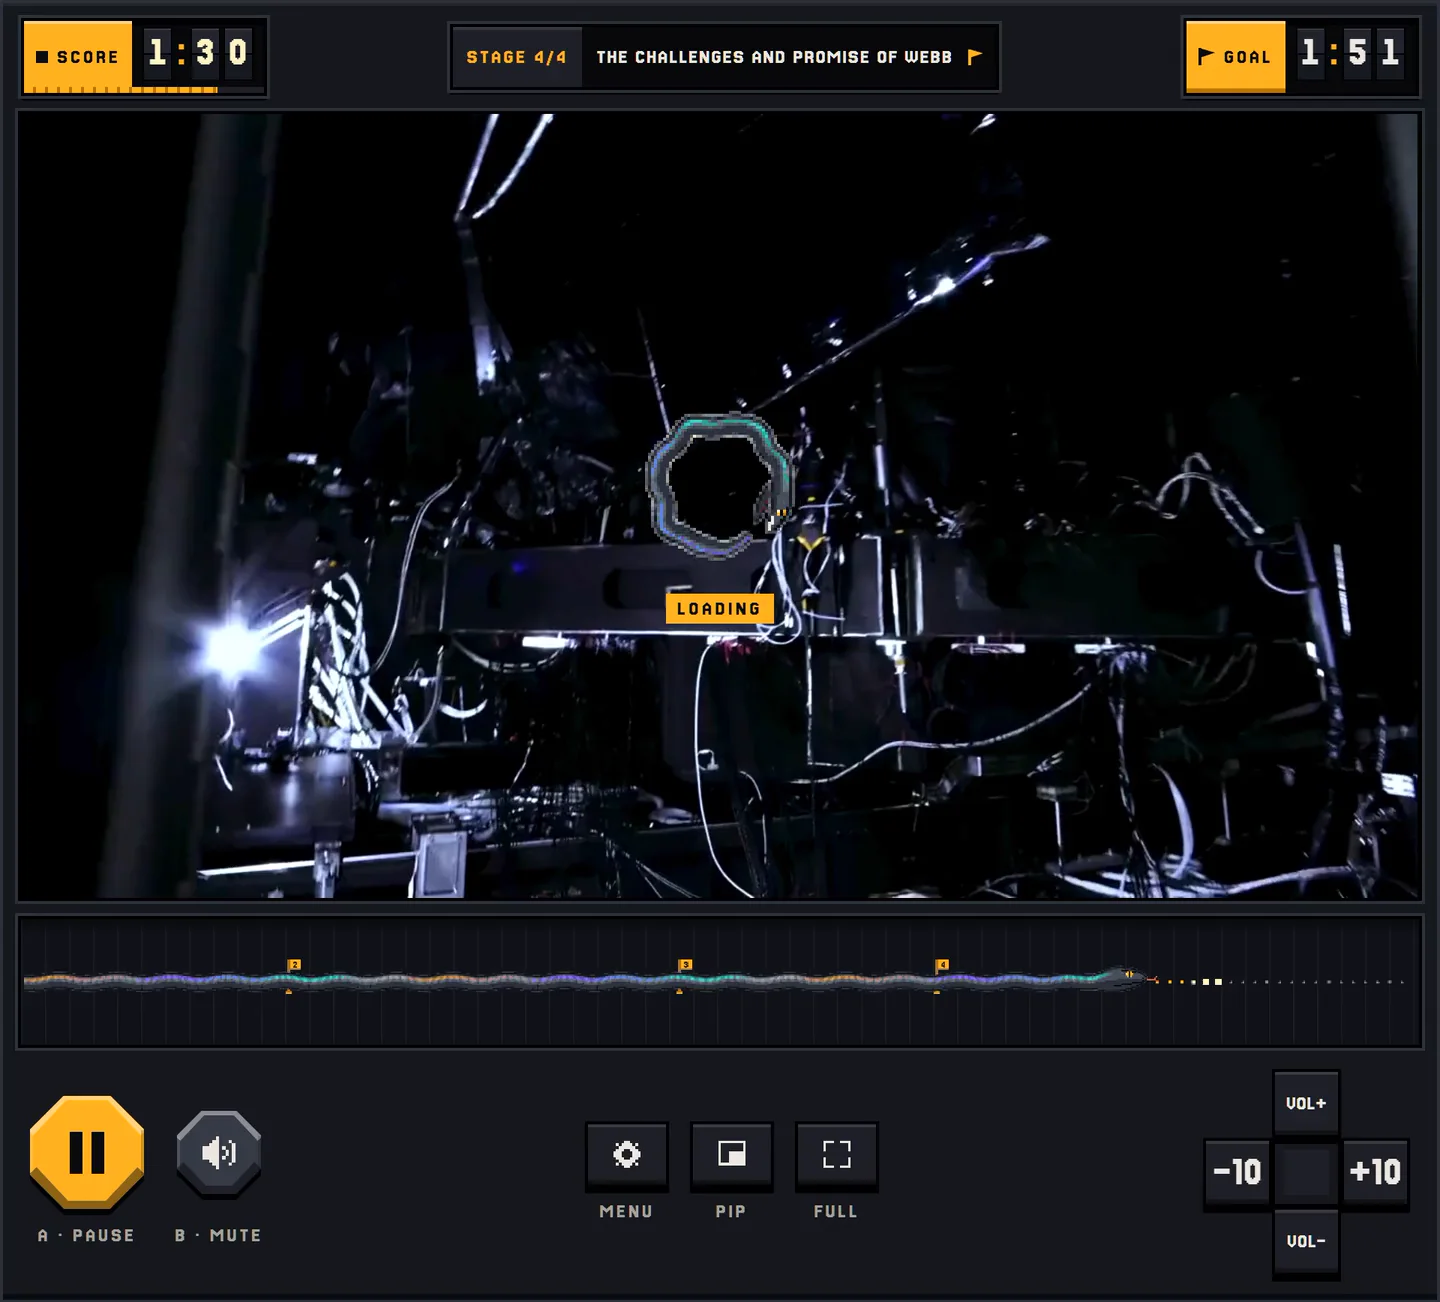 SCORE 1:30
STAGE 4/4 THE CHALLENGES AND PROMISE OF WEBB
GOAL 1:51
LOADING
2 3 4
VOL+
-10 +10
VOL-
MENU PIP FULL
A · PAUSE B · MUTE